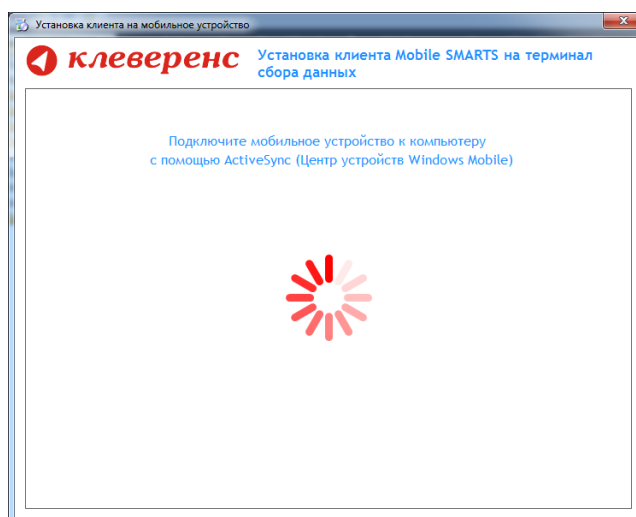 Установка клиента на мобильное устройство
клеверенс
Установка клиента Mobile SMARTS на терминал
сбора данных
Подключите мобильное устройство к компьютеру
с помощью ActiveSync (Центр устройств Windows Mobile)